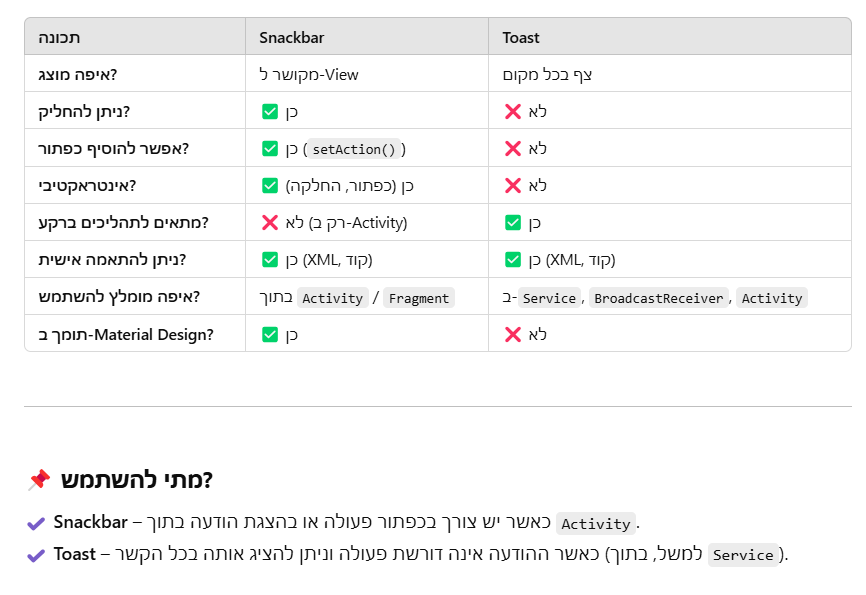 תכונה Snackbar Toast
איפה מוצג? מקושר ל-View צף בכל מקום
ניתן להחליק? ✅ כן ❌ לא
אפשר להוסיף כפתור? ✅ כן (setAction()) ❌ לא
אינטראקטיבי? ✅ כן (כפתור, החלקה) ❌ לא
מתאים לתהליכים ברקע? ❌ לא (רק ב-Activity) ✅ כן
ניתן להתאמה אישית? ✅ כן (XML, קוד) ✅ כן (XML, קוד)
איפה מומלץ להשתמש? בתוך Activity / Fragment ב-Service, BroadcastReceiver, Activity
תומך ב-Material Design? ✅ כן ❌ לא
📌 מתי להשתמש?
✔ Snackbar – כאשר יש צורך בכפתור פעולה או בהצגת הודעה בתוך Activity.
✔ Toast – כאשר ההודעה אינה דורשת פעולה וניתן להציג אותה בכל הקשר (למשל, בתוך Service).